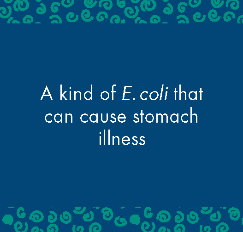 A kind of E. coli that
can cause stomach
illness